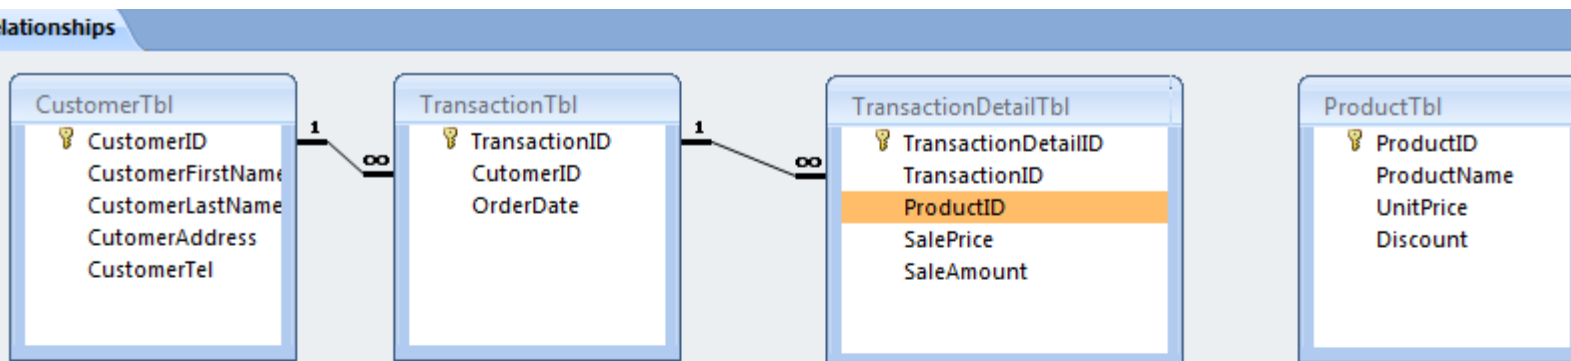 elationships
CustomerTbl
CustomerID
CustomerFirstName
CustomerLastName
CutomerAddress
CustomerTel
1
∞
TransactionTbl
TransactionID
CutomerID
OrderDate
1
∞
TransactionDetailTbl
TransactionDetailID
TransactionID
ProductID
SalePrice
SaleAmount
ProductTbl
ProductID
ProductName
UnitPrice
Discount